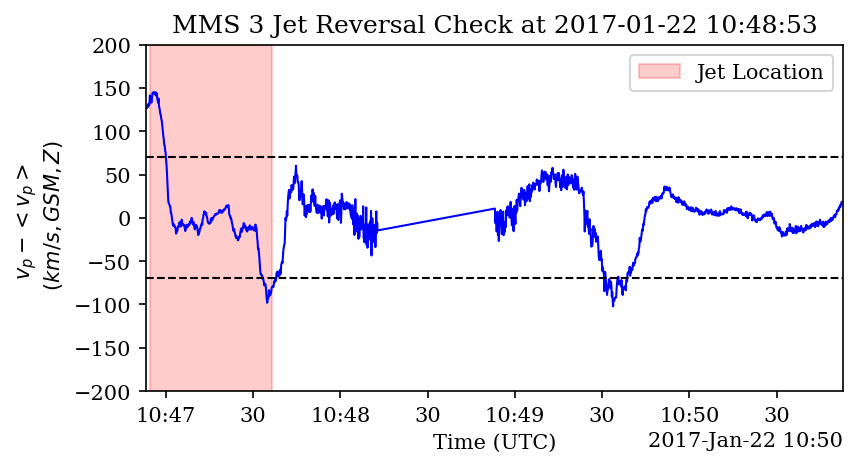 MMS 3 Jet Reversal Check at 2017-01-22 10:48:53
200
150
100
50
0
−50
−100
−150
−200
v_p − < v_p >
(km/s, GSM, Z)
Jet Location
10:47 30 10:48 30 10:49 30 10:50 30
Time (UTC)
2017-Jan-22 10:50